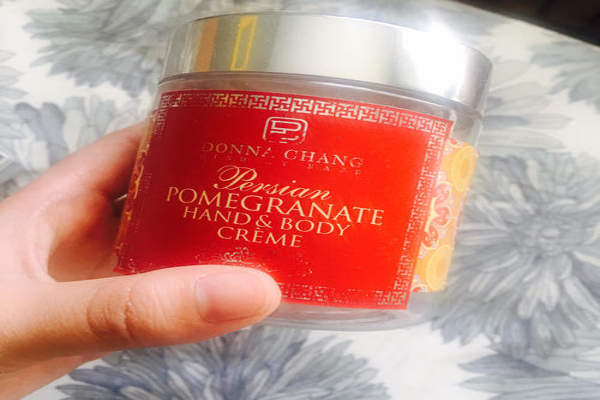 DONNA CHANG
Persian
POMEGRANATE
HAND & BODY
CRÈME